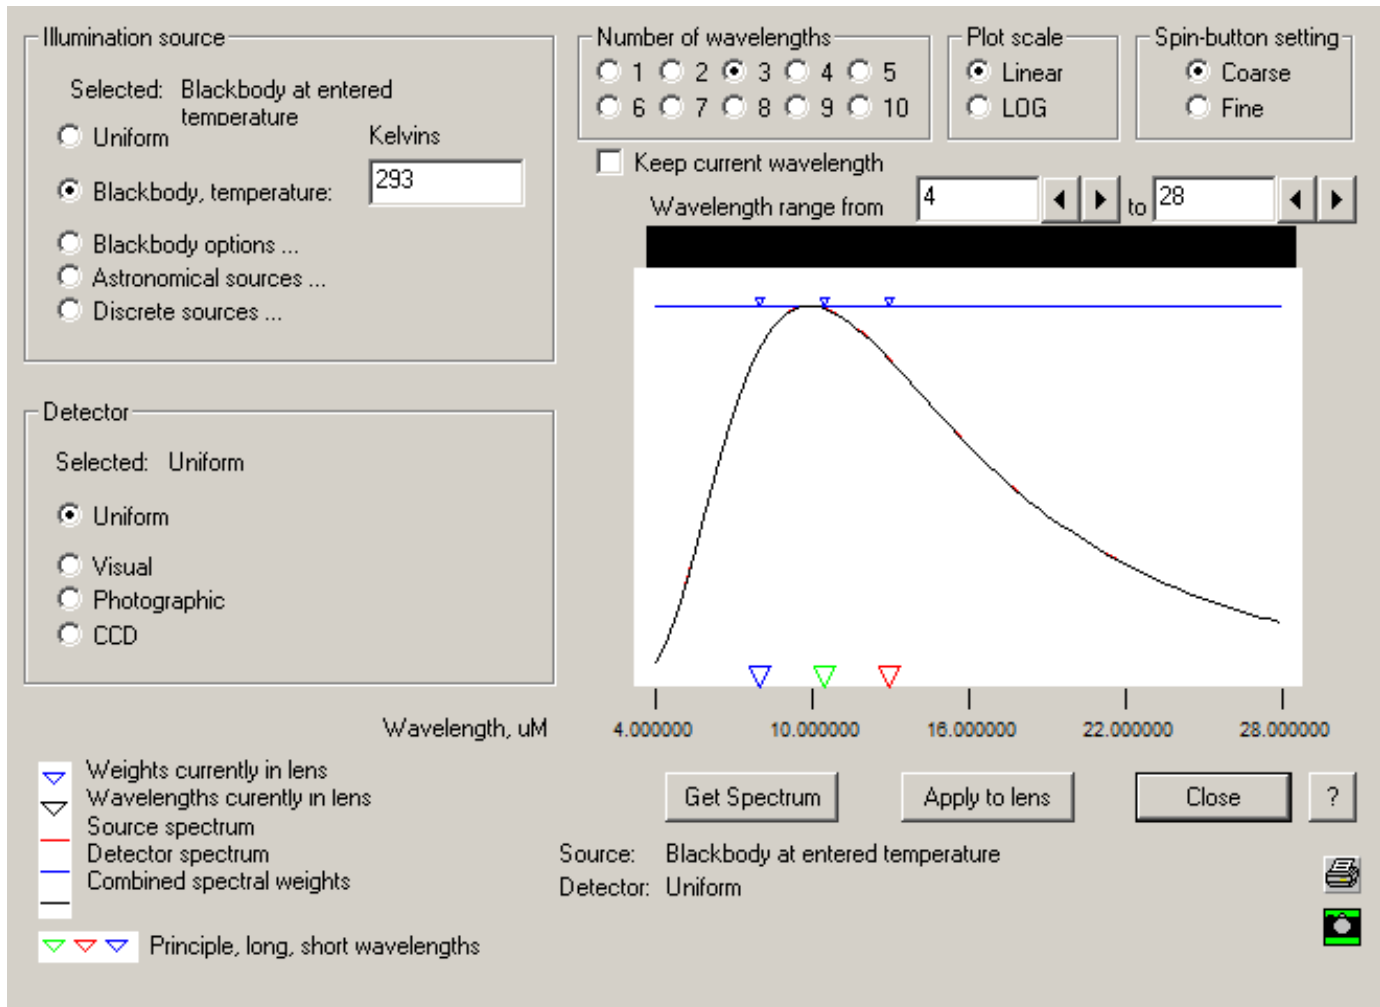 Illumination source
Selected: Blackbody at entered
temperature
Uniform
Kelvins
Blackbody, temperature:
293
Blackbody options ...
Astronomical sources ...
Discrete sources ...
Number of wavelengths
1 2 3 4 5
6 7 8 9 10
Plot scale
Linear
LOG
Spin-button setting
Coarse
Fine
Keep current wavelength
Wavelength range from 4 to 28
Detector
Selected: Uniform
Uniform
Visual
Photographic
CCD
Wavelength, uM 4.000000 10.000000 16.000000 22.000000 28.000000
Weights currently in lens
Wavelengths curently in lens
Source spectrum
Detector spectrum
Combined spectral weights
Principle, long, short wavelengths
Get Spectrum Apply to lens Close ?
Source: Blackbody at entered temperature
Detector: Uniform